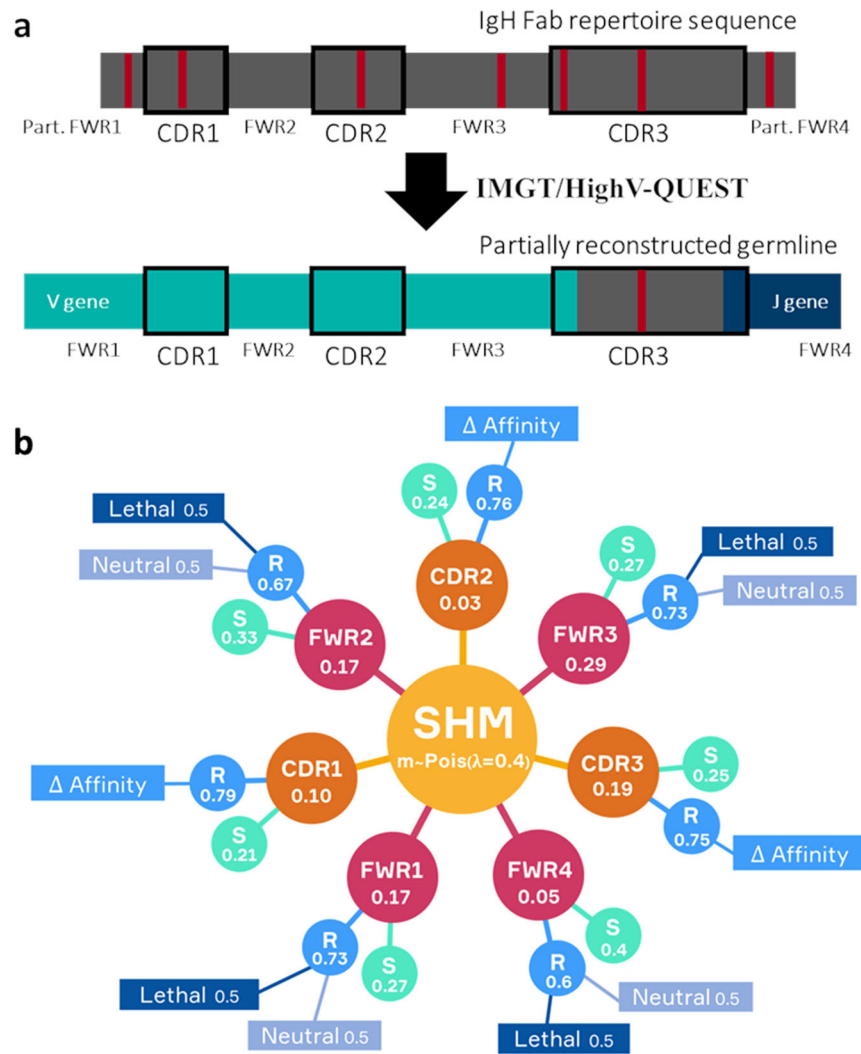 a
IgH Fab repertoire sequence
Part. FWR1
CDR1
FWR2
CDR2
FWR3
CDR3
Part. FWR4
IMGT/HighV-QUEST
Partially reconstructed germline
V gene
J gene
FWR1
CDR1
FWR2
CDR2
FWR3
CDR3
FWR4
b
Δ Affinity
S
0.24
R
0.76
CDR2
0.03
Lethal 0.5
Neutral 0.5
R
0.67
S
0.33
FWR2
0.17
S
0.27
R
0.73
Lethal 0.5
Neutral 0.5
FWR3
0.29
SHM
m~Pois(λ=0.4)
Δ Affinity
R
0.79
S
0.21
CDR1
0.10
CDR3
0.19
S
0.25
R
0.75
Δ Affinity
FWR1
0.17
R
0.73
S
0.27
Lethal 0.5
Neutral 0.5
FWR4
0.05
S
0.4
R
0.6
Neutral 0.5
Lethal 0.5